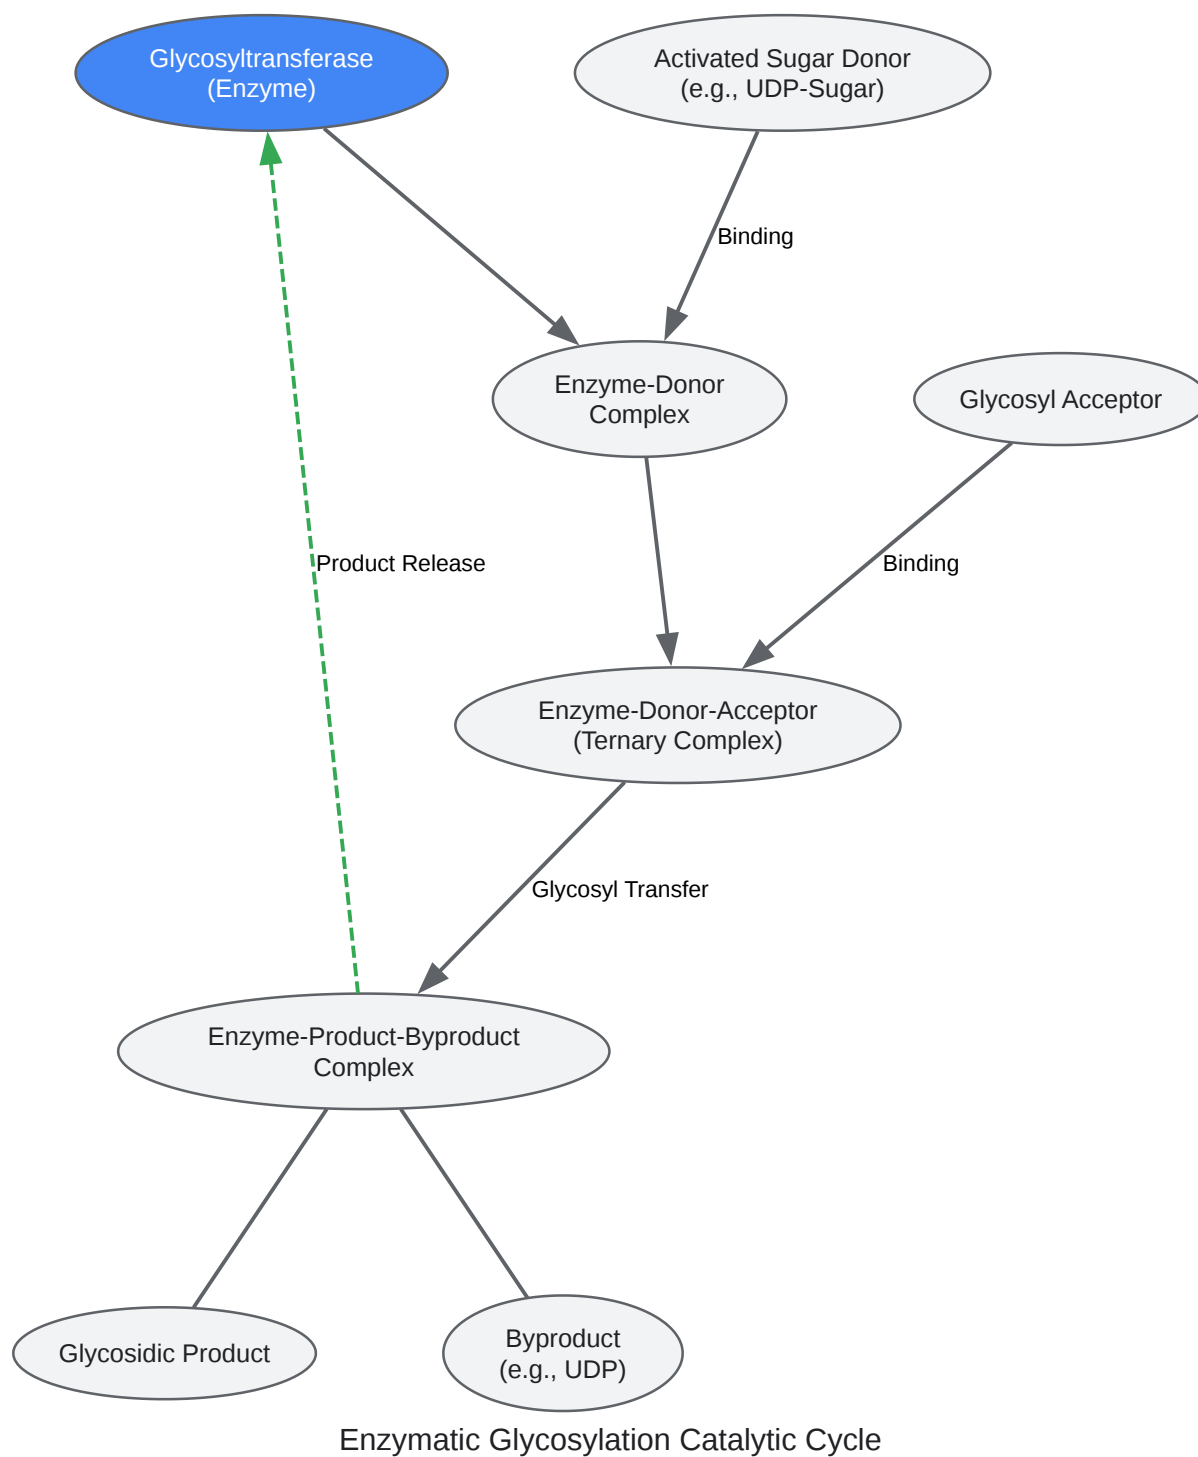 Glycosyltransferase
(Enzyme)
Activated Sugar Donor
(e.g., UDP-Sugar)
Binding
Enzyme-Donor
Complex
Glycosyl Acceptor
Product Release
Binding
Enzyme-Donor-Acceptor
(Ternary Complex)
Glycosyl Transfer
Enzyme-Product-Byproduct
Complex
Glycosidic Product
Byproduct
(e.g., UDP)
Enzymatic Glycosylation Catalytic Cycle